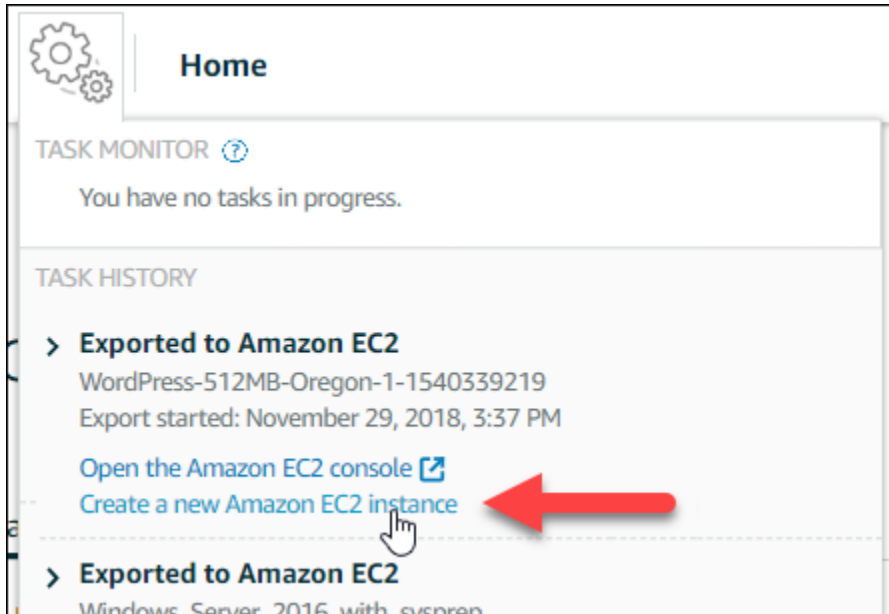 Home
TASK MONITOR ?
You have no tasks in progress.
TASK HISTORY
Exported to Amazon EC2
WordPress-512MB-Oregon-1-1540339219
Export started: November 29, 2018, 3:37 PM
Open the Amazon EC2 console
Create a new Amazon EC2 instance
Exported to Amazon EC2
Windows_Server_2016_with_sysprep